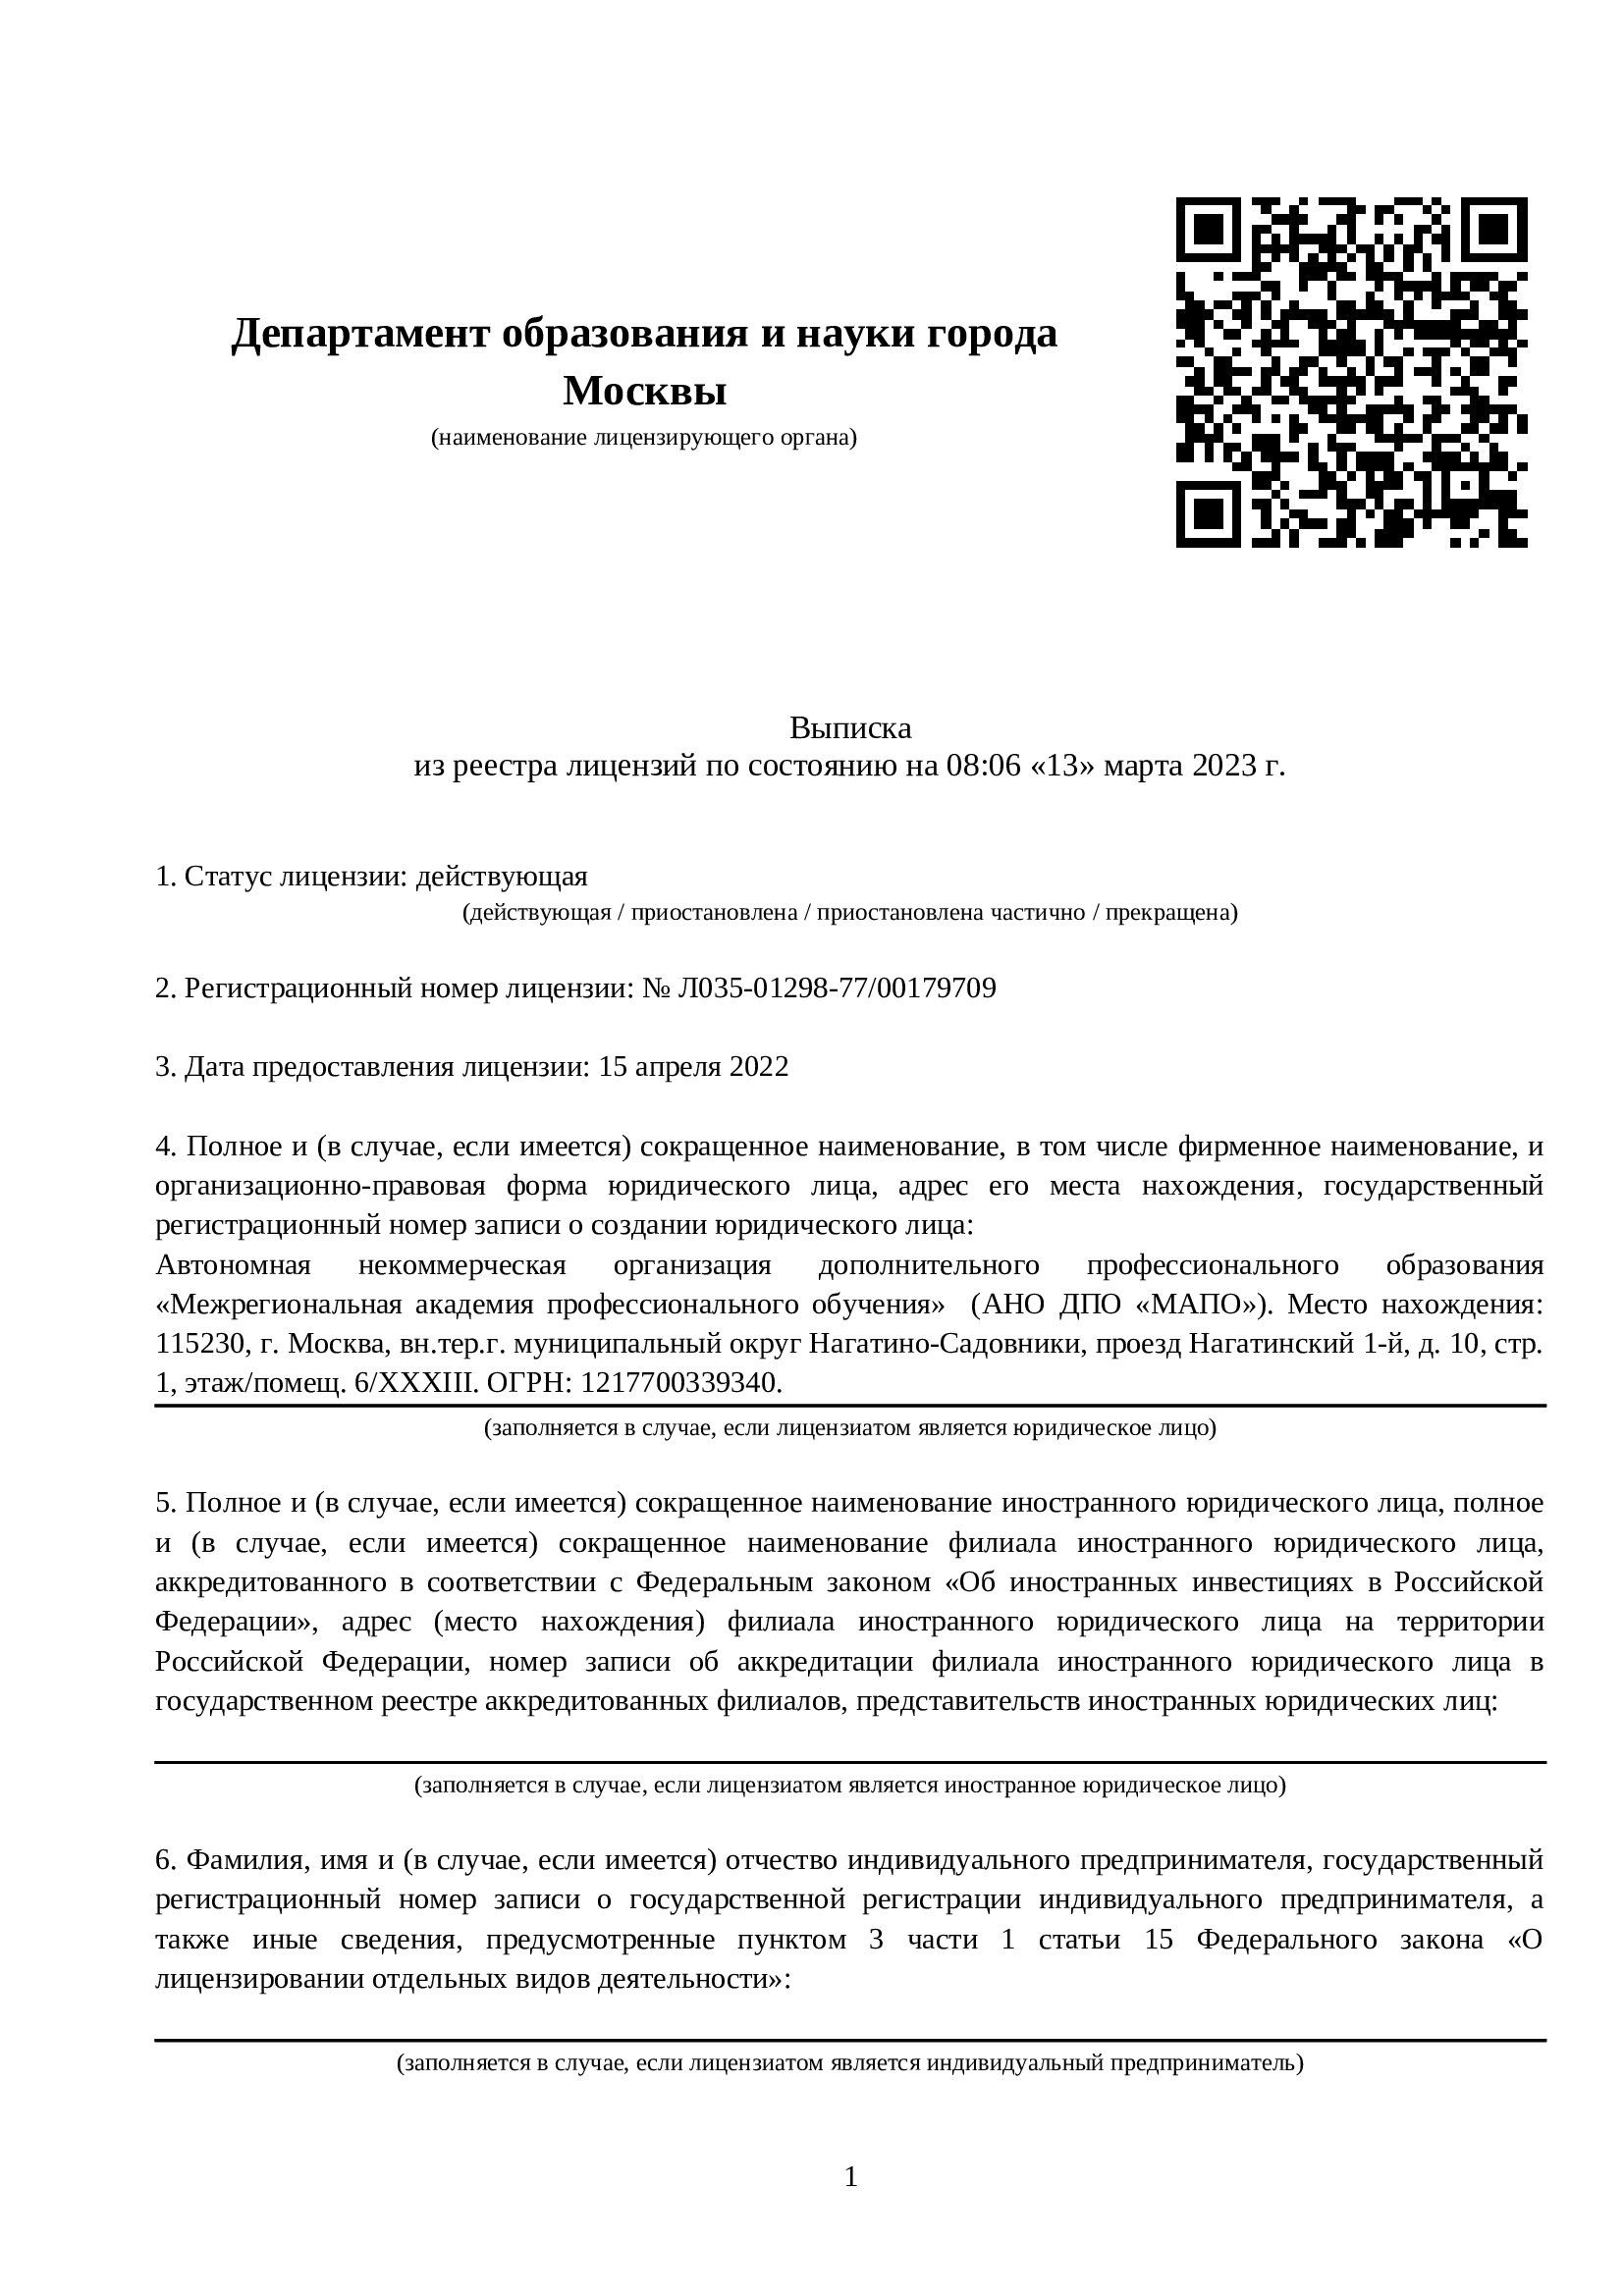 Департамент образования и науки города
Москвы
(наименование лицензирующего органа)
Выписка
из реестра лицензий по состоянию на 08:06 «13» марта 2023 г.
1. Статус лицензии: действующая
(действующая / приостановлена / приостановлена частично / прекращена)
2. Регистрационный номер лицензии: № Л035-01298-77/00179709
3. Дата предоставления лицензии: 15 апреля 2022
4. Полное и (в случае, если имеется) сокращенное наименование, в том числе фирменное наименование, и
организационно-правовая форма юридического лица, адрес его места нахождения, государственный
регистрационный номер записи о создании юридического лица:
Автономная некоммерческая организация дополнительного профессионального образования
«Межрегиональная академия профессионального обучения» (АНО ДПО «МАПО»). Место нахождения:
115230, г. Москва, вн.тер.г. муниципальный округ Нагатино-Садовники, проезд Нагатинский 1-й, д. 10, стр.
1, этаж/помещ. 6/XXXIII. ОГРН: 1217700339340.
(заполняется в случае, если лицензиатом является юридическое лицо)
5. Полное и (в случае, если имеется) сокращенное наименование иностранного юридического лица, полное
и (в случае, если имеется) сокращенное наименование филиала иностранного юридического лица,
аккредитованного в соответствии с Федеральным законом «Об иностранных инвестициях в Российской
Федерации», адрес (место нахождения) филиала иностранного юридического лица на территории
Российской Федерации, номер записи об аккредитации филиала иностранного юридического лица в
государственном реестре аккредитованных филиалов, представительств иностранных юридических лиц:
(заполняется в случае, если лицензиатом является иностранное юридическое лицо)
6. Фамилия, имя и (в случае, если имеется) отчество индивидуального предпринимателя, государственный
регистрационный номер записи о государственной регистрации индивидуального предпринимателя, а
также иные сведения, предусмотренные пунктом 3 части 1 статьи 15 Федерального закона «О
лицензировании отдельных видов деятельности»:
(заполняется в случае, если лицензиатом является индивидуальный предприниматель)
1